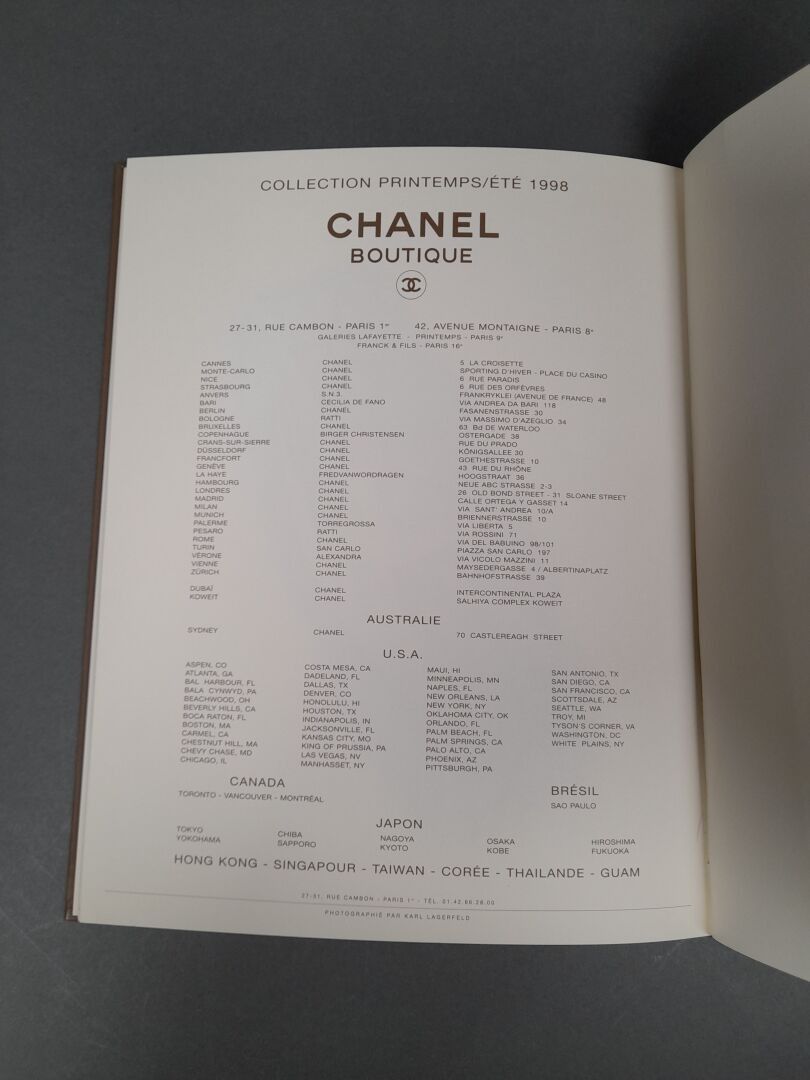 COLLECTION PRINTEMPS/ÉTÉ 1998
CHANEL
BOUTIQUE
27-31, RUE CAMBON - PARIS 1er 42, AVENUE MONTAIGNE - PARIS 8e
GALERIES LAFAYETTE - PRINTEMPS - PARIS 9e
FRANCK & FILS - PARIS 16e
CANNES CHANEL 5 LA CROISETTE
MONTE-CARLO CHANEL SPORTING D'HIVER - PLACE DU CASINO
NICE CHANEL 6 RUE PARADIS
STRASBOURG CHANEL 6 RUE DES ORFÈVRES
ANVERS S.N.3. FRANKRYKLEI (AVENUE DE FRANCE) 48
BARI CECILIA DE FANO VIA ANDREA DA BARI 118
BERLIN CHANEL FASANENSTRASSE 30
BOLOGNE RATTI VIA MASSIMO D'AZEGLIO 34
BRUXELLES CHANEL 63 Bd DE WATERLOO
COPENHAGUE BIRGER CHRISTENSEN OSTERGADE 38
CRANS-SUR-SIERRE CHANEL RUE DU PRADO
DÜSSELDORF CHANEL KÖNIGSALLEE 30
FRANCFORT CHANEL GOETHESTRASSE 10
GENÈVE CHANEL 43 RUE DU RHÔNE
LA HAYE FREDVANWORDRAGEN HOOGSTRAAT 36
HAMBOURG CHANEL NEUE ABC STRASSE 2-3
LONDRES CHANEL 26 OLD BOND STREET - 31 SLOANE STREET
MADRID CHANEL CALLE ORTEGA Y GASSET 14
MILAN CHANEL VIA SANT' ANDREA 10/A
MUNICH CHANEL BRIENNERSTRASSE 10
PALERME TORREGROSSA VIA LIBERTA 5
PESARO RATTI VIA ROSSINI 71
ROME CHANEL VIA DEL BABUINO 98/101
TURIN SAN CARLO PIAZZA SAN CARLO 197
VÉRONE ALEXANDRA VIA VICOLO MAZZINI 11
VIENNE CHANEL MAYSEDERGASSE 4 / ALBERTINAPLATZ
ZÜRICH CHANEL BAHNHOFSTRASSE 39
DUBAÏ CHANEL INTERCONTINENTAL PLAZA
KOWEIT CHANEL SALHIYA COMPLEX KOWEIT
AUSTRALIE
SYDNEY CHANEL 70 CASTLEREAGH STREET
U.S.A.
ASPEN, CO COSTA MESA, CA MAUI, HI SAN ANTONIO, TX
ATLANTA, GA DADELAND, FL MINNEAPOLIS, MN SAN DIEGO, CA
BAL HARBOUR, FL DALLAS, TX NAPLES, FL SAN FRANCISCO, CA
BALA CYNWYD, PA DENVER, CO NEW ORLEANS, LA SCOTTSDALE, AZ
BEACHWOOD, OH HONOLULU, HI NEW YORK, NY SEATTLE, WA
BEVERLY HILLS, CA HOUSTON, TX OKLAHOMA CITY, OK TROY, MI
BOCA RATON, FL INDIANAPOLIS, IN ORLANDO, FL TYSON'S CORNER, VA
BOSTON, MA JACKSONVILLE, FL PALM BEACH, FL WASHINGTON, DC
CARMEL, CA KANSAS CITY, MO PALM SPRINGS, CA WHITE PLAINS, NY
CHESTNUT HILL, MA KING OF PRUSSIA, PA PALO ALTO, CA
CHEVY CHASE, MD LAS VEGAS, NV PHOENIX, AZ
CHICAGO, IL MANHASSET, NY PITTSBURGH, PA
CANADA BRÉSIL
TORONTO - VANCOUVER - MONTRÉAL SAO PAULO
JAPON
TOKYO CHIBA NAGOYA OSAKA HIROSHIMA
YOKOHAMA SAPPORO KYOTO KOBE FUKUOKA
HONG KONG - SINGAPOUR - TAIWAN - CORÉE - THAILANDE - GUAM
27-31, RUE CAMBON - PARIS 1er - TÉL. 01.42.86.28.00
PHOTOGRAPHIÉ PAR KARL LAGERFELD